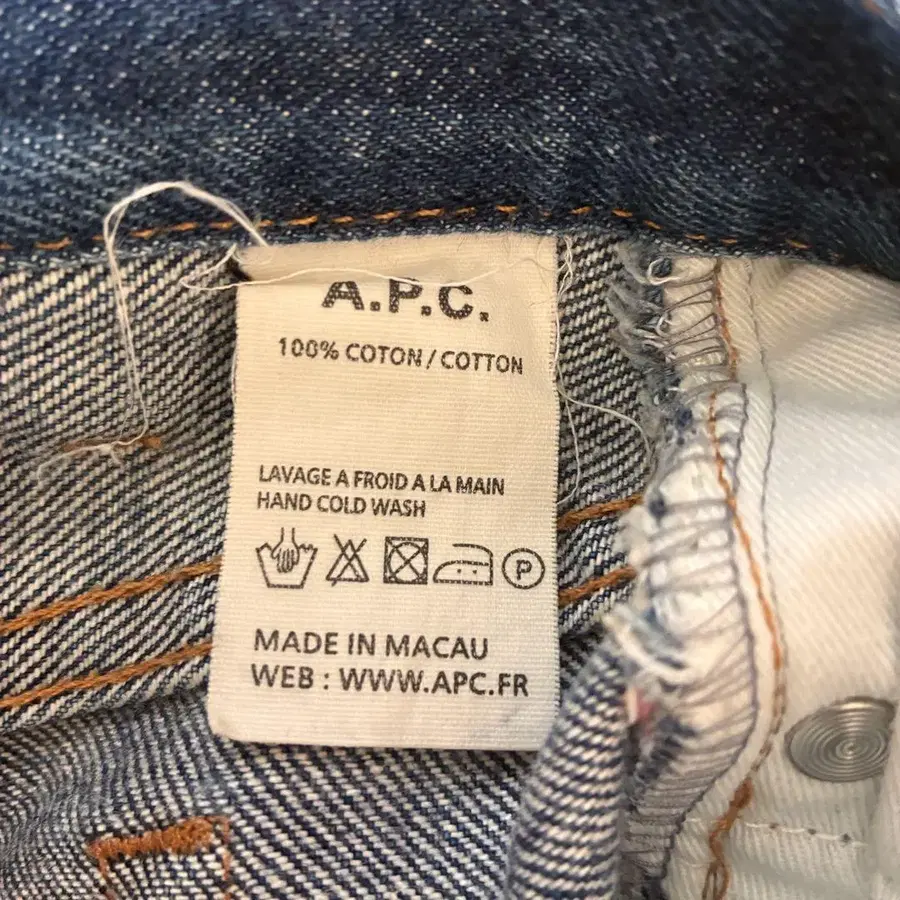 A.P.C.
100% COTON / COTTON
LAVAGE A FROID A LA MAIN
HAND COLD WASH
P
MADE IN MACAU
WEB : WWW.APC.FR